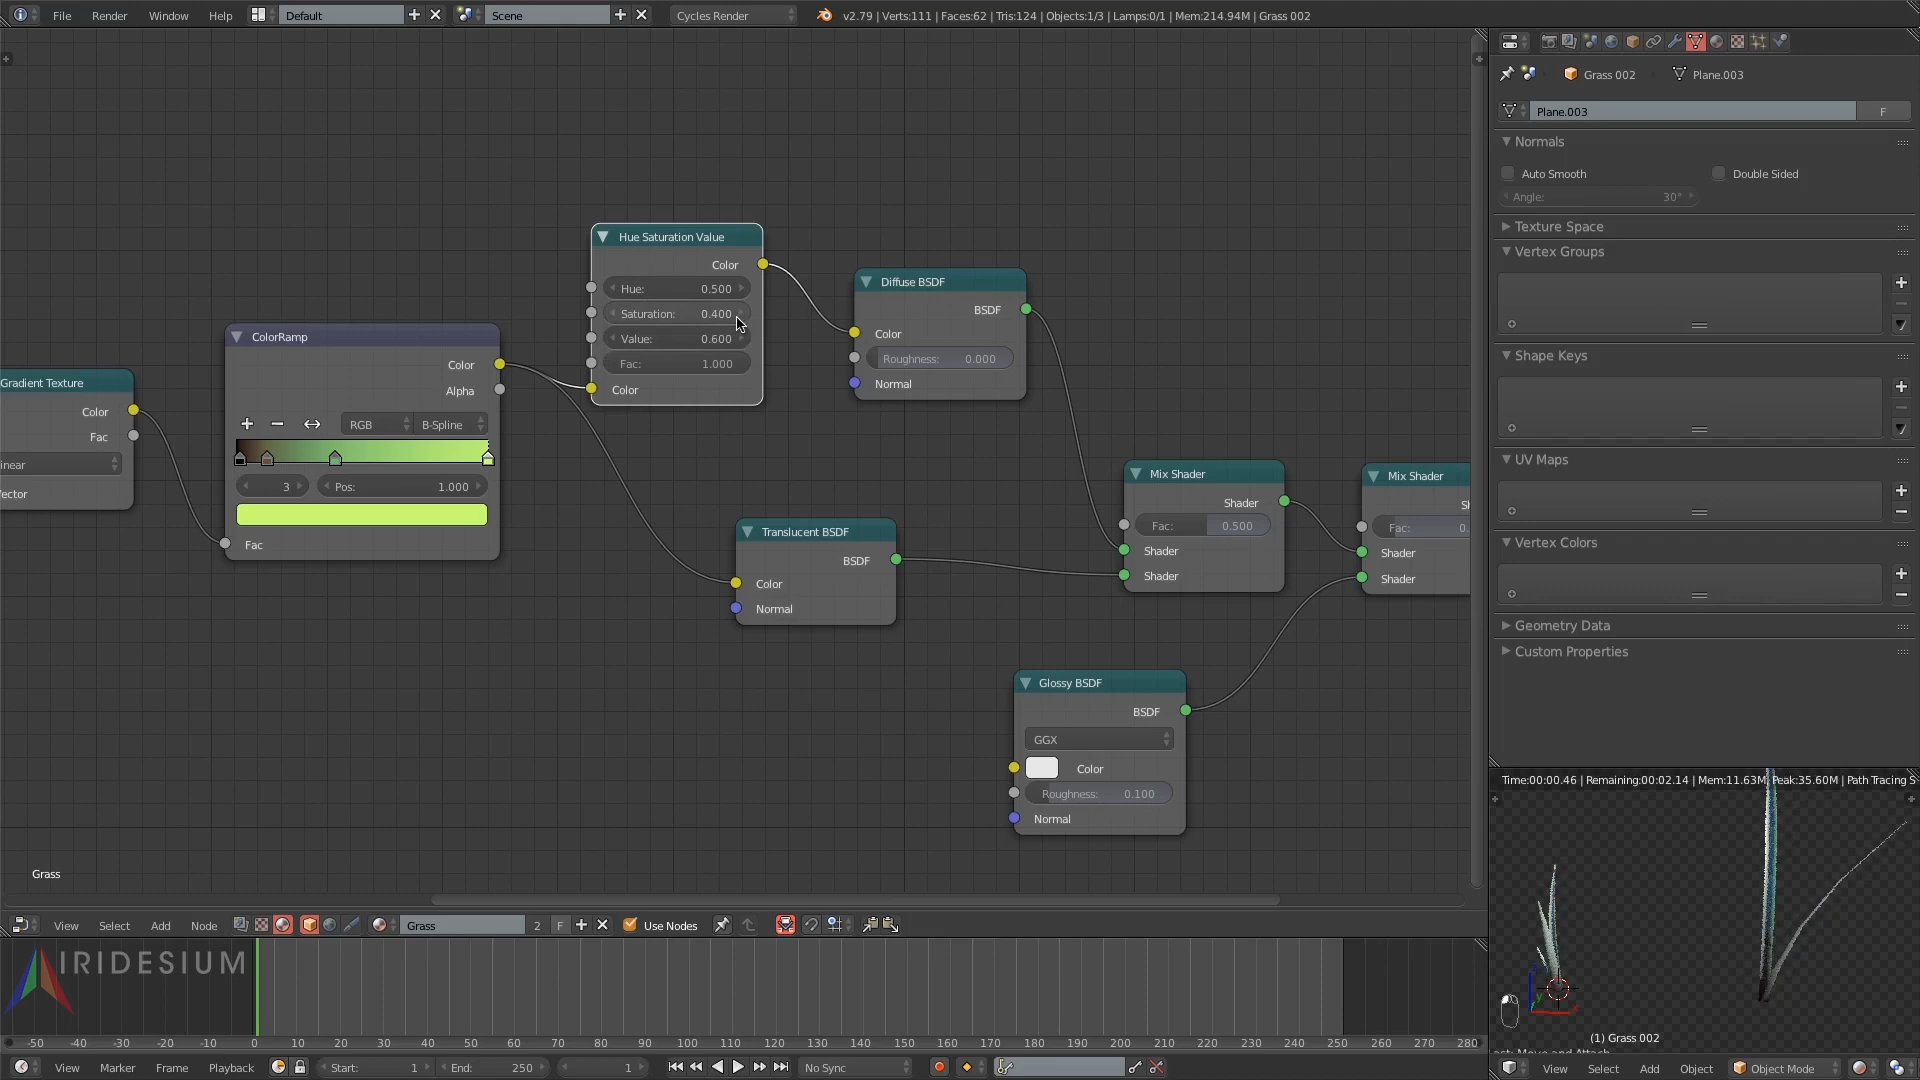 File Render Window Help Default Scene Cycles Render v2.79 | Verts:111 | Faces:62 | Tris:124 | Objects:1/3 | Lamps:0/1 | Mem:214.94M | Grass 002
Grass 002 Plane.003
Plane.003 F
Normals
Auto Smooth Double Sided
Angle: 30°
Texture Space
Vertex Groups
Shape Keys
UV Maps
Vertex Colors
Geometry Data
Custom Properties
Hue Saturation Value
Color
Hue: 0.500
Saturation: 0.400
Value: 0.600
Fac: 1.000
Color
Diffuse BSDF
BSDF
Color
Roughness: 0.000
Normal
ColorRamp
Color
Alpha
RGB B-Spline
3 Pos: 1.000
Fac
Gradient Texture
Color
Fac
inear
ector
Translucent BSDF
BSDF
Color
Normal
Mix Shader
Shader
Fac: 0.500
Shader
Shader
Mix Shader
Sh
Fac: 0.
Shader
Shader
Glossy BSDF
BSDF
GGX
Color
Roughness: 0.100
Normal
Grass
View Select Add Node Grass 2 F Use Nodes
IRIDESIUM
-50 -40 -30 -20 -10 0 10 20 30 40 50 60 70 80 90 100 110 120 130 140 150 160 170 180 190 200 210 220 230 240 250 260 270 280
View Marker Frame Playback Start: 1 End: 250 1 No Sync
Time:00:00.46 | Remaining:00:02.14 | Mem:11.63M, Peak:35.60M | Path Tracing S
(1) Grass 002
View Select Add Object Object Mode